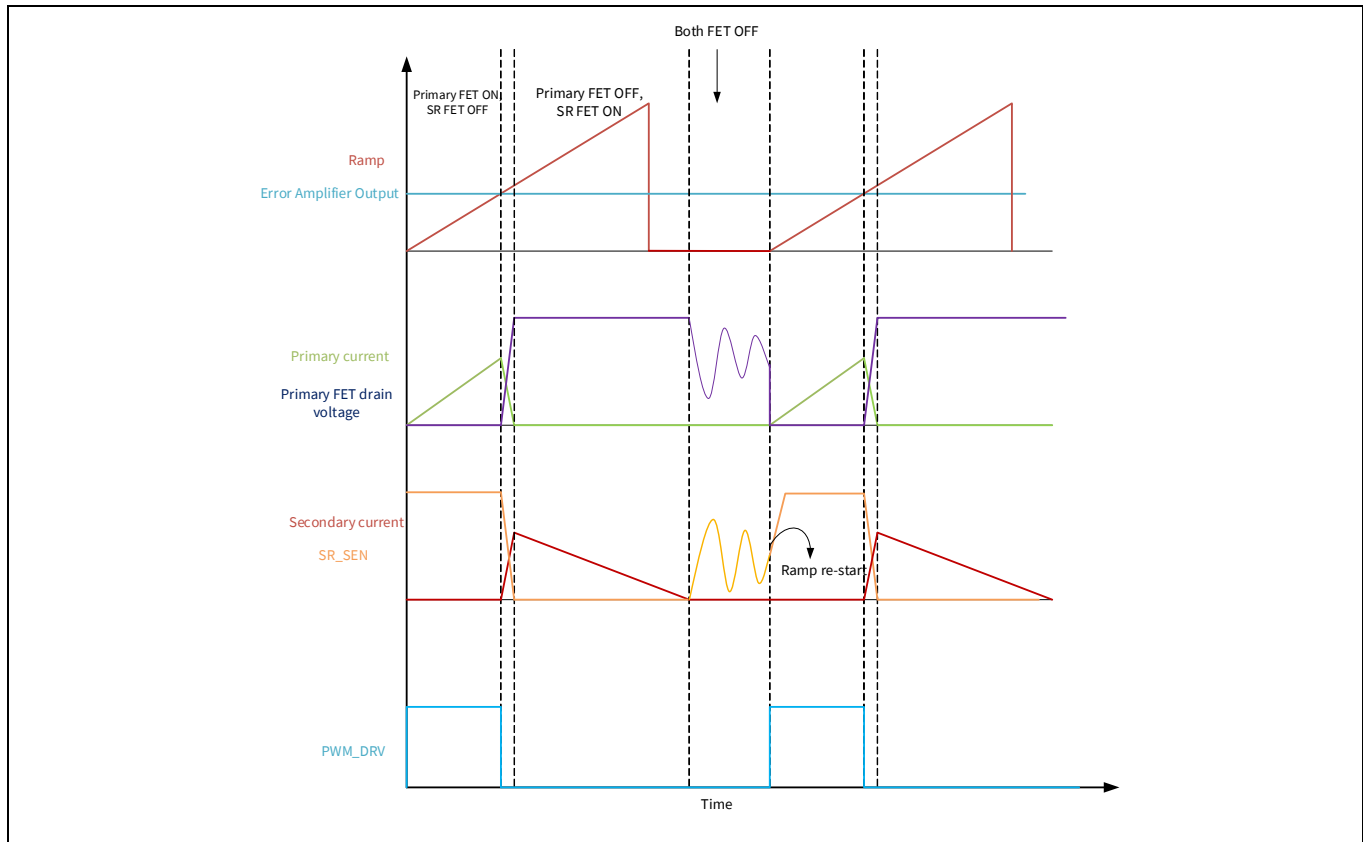 Both FET OFF
Primary FET ON,
SR FET OFF
Primary FET OFF,
SR FET ON
Ramp
Error Amplifier Output
Primary current
Primary FET drain
voltage
Secondary current
SR_SEN
Ramp re-start
PWM_DRV
Time